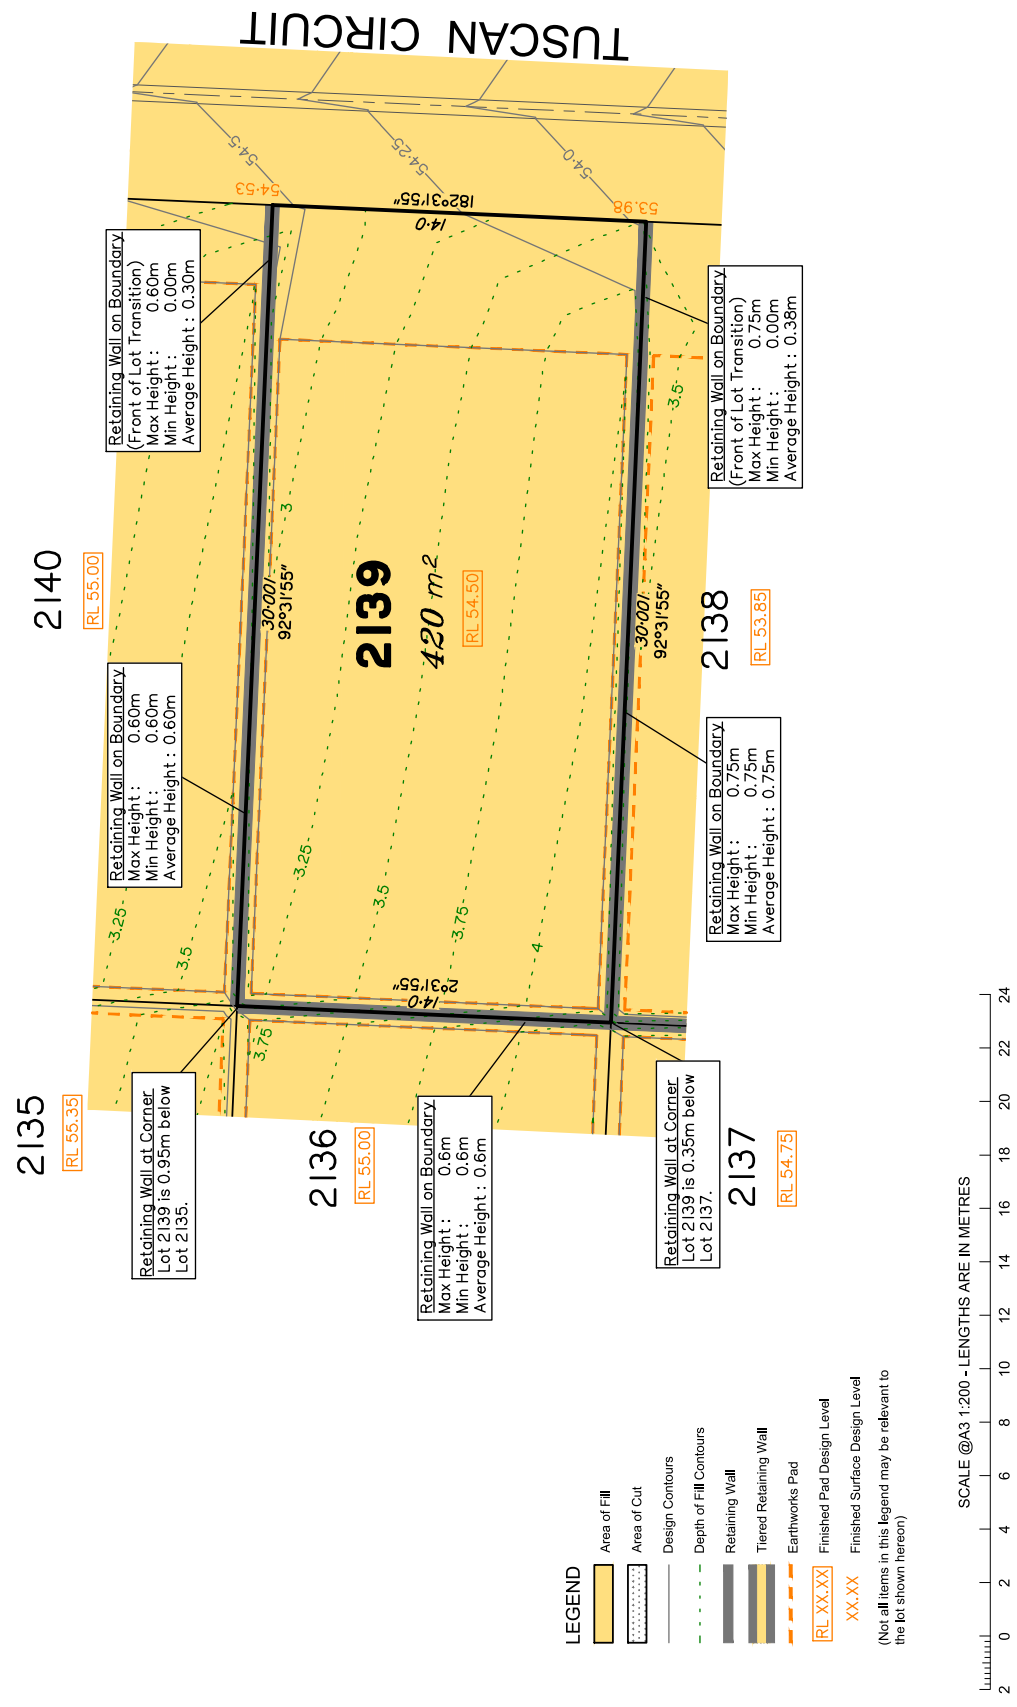 TUSCAN CIRCUIT
54·5
54·25
54·0
54·53
53.98
182°31'55"
14·0
Retaining Wall on Boundary
(Front of Lot Transition)
Max Height : 0.60m
Min Height : 0.00m
Average Height : 0.30m
Retaining Wall on Boundary
(Front of Lot Transition)
Max Height : 0.75m
Min Height : 0.00m
Average Height : 0.38m
2140
RL 55.00
30·001
92°31'55"
3
2139
420 m²
RL 54.50
30·001
92°31'55"
3.5
2138
RL 53.85
Retaining Wall on Boundary
Max Height : 0.60m
Min Height : 0.60m
Average Height : 0.60m
Retaining Wall on Boundary
Max Height : 0.75m
Min Height : 0.75m
Average Height : 0.75m
3.25
3.5
3.25
3.5
3.75
4
3.75
2°31'55"
14·0
2135
RL 55.35
Retaining Wall at Corner
Lot 2139 is 0.95m below
Lot 2135.
2136
RL 55.00
Retaining Wall on Boundary
Max Height : 0.6m
Min Height : 0.6m
Average Height : 0.6m
Retaining Wall at Corner
Lot 2139 is 0.35m below
Lot 2137.
2137
RL 54.75
LEGEND
Area of Fill
Area of Cut
Design Contours
Depth of Fill Contours
Retaining Wall
Tiered Retaining Wall
Earthworks Pad
RL XX.XX Finished Pad Design Level
XX.XX Finished Surface Design Level
(Not all items in this legend may be relevant to
the lot shown hereon)
SCALE @A3 1:200 - LENGTHS ARE IN METRES
2 0 2 4 6 8 10 12 14 16 18 20 22 24